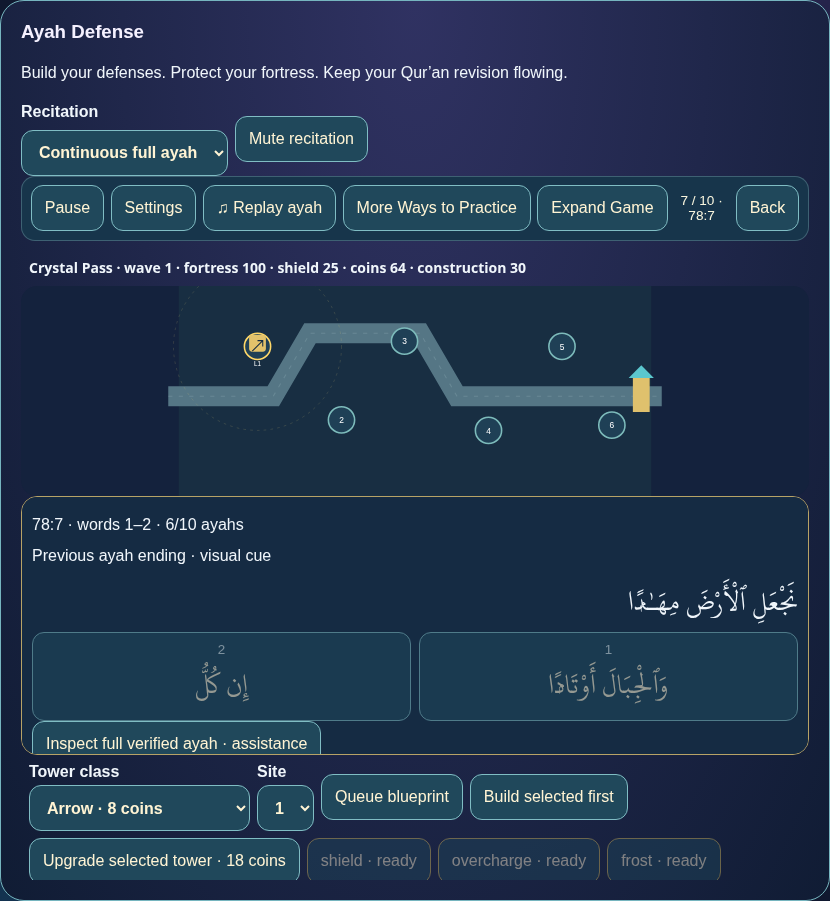 Ayah Defense
Build your defenses. Protect your fortress. Keep your Qur'an revision flowing.
Recitation
Continuous full ayah
Mute recitation
Pause
Settings
♫ Replay ayah
More Ways to Practice
Expand Game
7 / 10 ·
78:7
Back
Crystal Pass · wave 1 · fortress 100 · shield 25 · coins 64 · construction 30
L1
3
5
2
4
6
78:7 · words 1–2 · 6/10 ayahs
Previous ayah ending · visual cue
نَجْعَلِ ٱلْأَرْضَ مِهَـٰدًا
1
وَٱلْجِبَالَ أَوْتَادًا
2
إِن كُلُّ
Inspect full verified ayah · assistance
Tower class
Arrow · 8 coins
Site
1
Queue blueprint
Build selected first
Upgrade selected tower · 18 coins
shield · ready
overcharge · ready
frost · ready